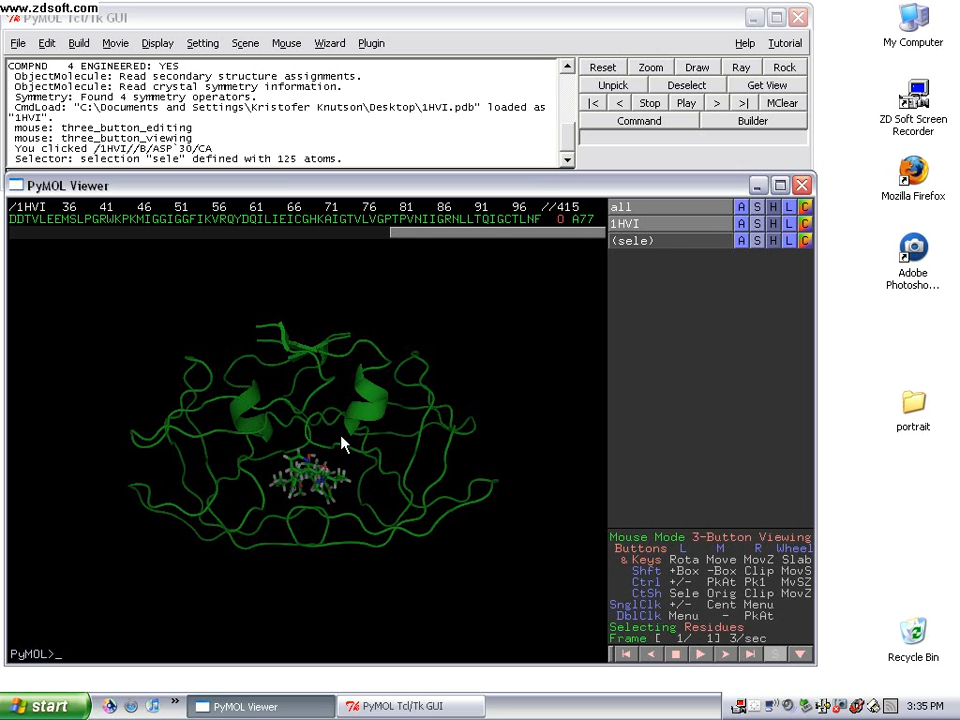 www.zdsoft.com
PyMOL Tcl/Tk GUI
File Edit Build Movie Display Setting Scene Mouse Wizard Plugin Help Tutorial
COMPND   4 ENGINEERED: YES
ObjectMolecule: Read secondary structure assignments.
ObjectMolecule: Read crystal symmetry information.
Symmetry: Found 4 symmetry operators.
CmdLoad: "C:\Documents and Settings\Kristofer Knutson\Desktop\1HVI.pdb" loaded as
"1HVI".
mouse: three_button_editing
mouse: three_button_viewing
You clicked /1HVI//B/ASP`30/CA
Selector: selection "sele" defined with 125 atoms.
Reset Zoom Draw Ray Rock
Unpick Deselect Get View
|< < Stop Play > >| MClear
Command Builder
PyMOL Viewer
/1HVI 36 41 46 51 56 61 66 71 76 81 86 91 96 //415
DDTVLEEMSLPGRWKPKMIGGIGGFIKVRQYDQILIEICGHKAIGTVLVGPTPVNIIGRNLLTQIGCTLNF O A77
all A S H L C
1HVI A S H L C
(sele) A S H L C
Mouse Mode 3-Button Viewing
Buttons L M R Wheel
& Keys Rota Move MovZ Slab
Shft +Box -Box Clip MovS
Ctrl +/- PkAt Pk1 MvSZ
CtSh Sele Orig Clip MovZ
SnglClk +/- Cent Menu
DblClk Menu - PkAt
Selecting Residues
Frame [ 1/ 1] 3/sec
S
PyMOL>_
My Computer
ZD Soft Screen
Recorder
Mozilla Firefox
Adobe
Photosho...
portrait
Recycle Bin
start
PyMOL Viewer
PyMOL Tcl/Tk GUI
3:35 PM